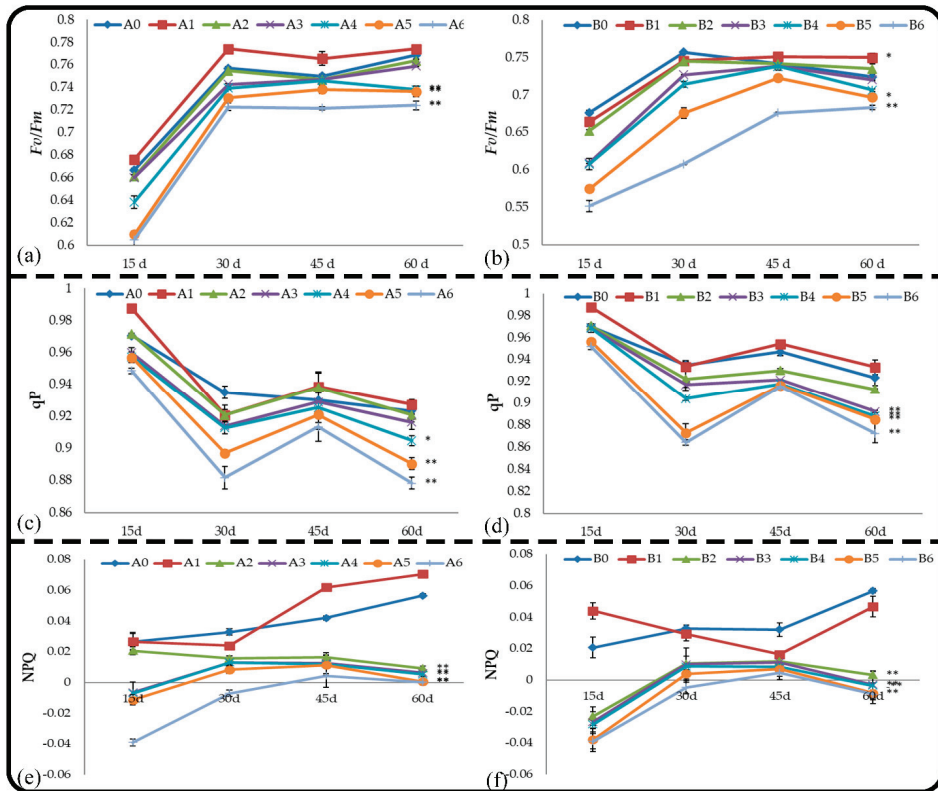 A0 A1 A2 A3 A4 A5 A6
Fv/Fm
0.78
0.76
0.74
0.72
0.7
0.68
0.66
0.64
0.62
0.6
**
**
**
15 d 30 d 45 d 60 d
(a)
B0 B1 B2 B3 B4 B5 B6
Fv/Fm
0.8
0.75
0.7
0.65
0.6
0.55
0.5
*
*
**
15 d 30 d 45 d 60 d
(b)
A0 A1 A2 A3 A4 A5 A6
qP
1
0.98
0.96
0.94
0.92
0.9
0.88
0.86
*
**
**
15d 30d 45d 60d
(c)
B0 B1 B2 B3 B4 B5 B6
qP
1
0.98
0.96
0.94
0.92
0.9
0.88
0.86
0.84
0.82
0.8
**
**
**
**
15d 30d 45d 60d
(d)
A0 A1 A2 A3 A4 A5 A6
NPQ
0.08
0.06
0.04
0.02
0
-0.02
-0.04
-0.06
**
**
**
15d 30d 45d 60d
(e)
B0 B1 B2 B3 B4 B5 B6
NPQ
0.08
0.06
0.04
0.02
0
-0.02
-0.04
-0.06
**
**
**
15d 30d 45d 60d
(f)